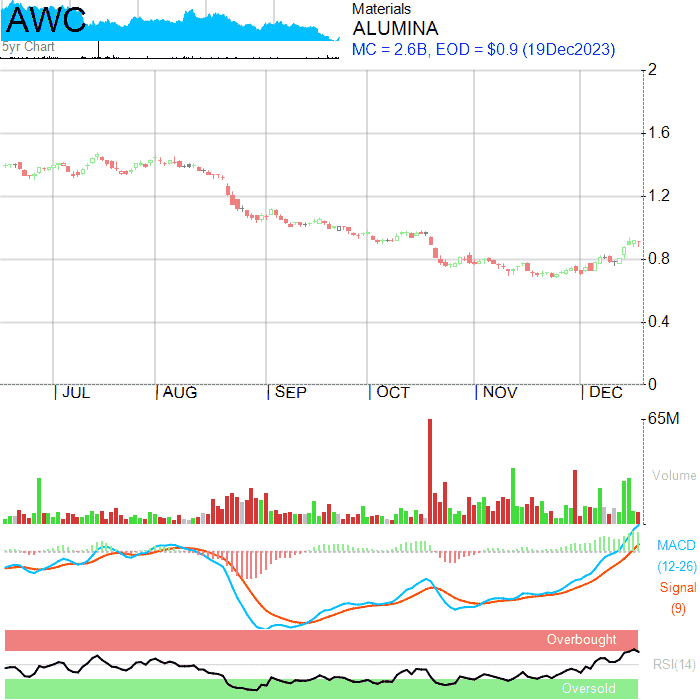 AWC
5yr Chart
Materials
ALUMINA
MC = 2.6B, EOD = $0.9 (19Dec2023)
2
1.6
1.2
0.8
0.4
0
JUL
AUG
SEP
OCT
NOV
DEC
65M
Volume
MACD
(12-26)
Signal
(9)
Overbought
RSI(14)
Oversold